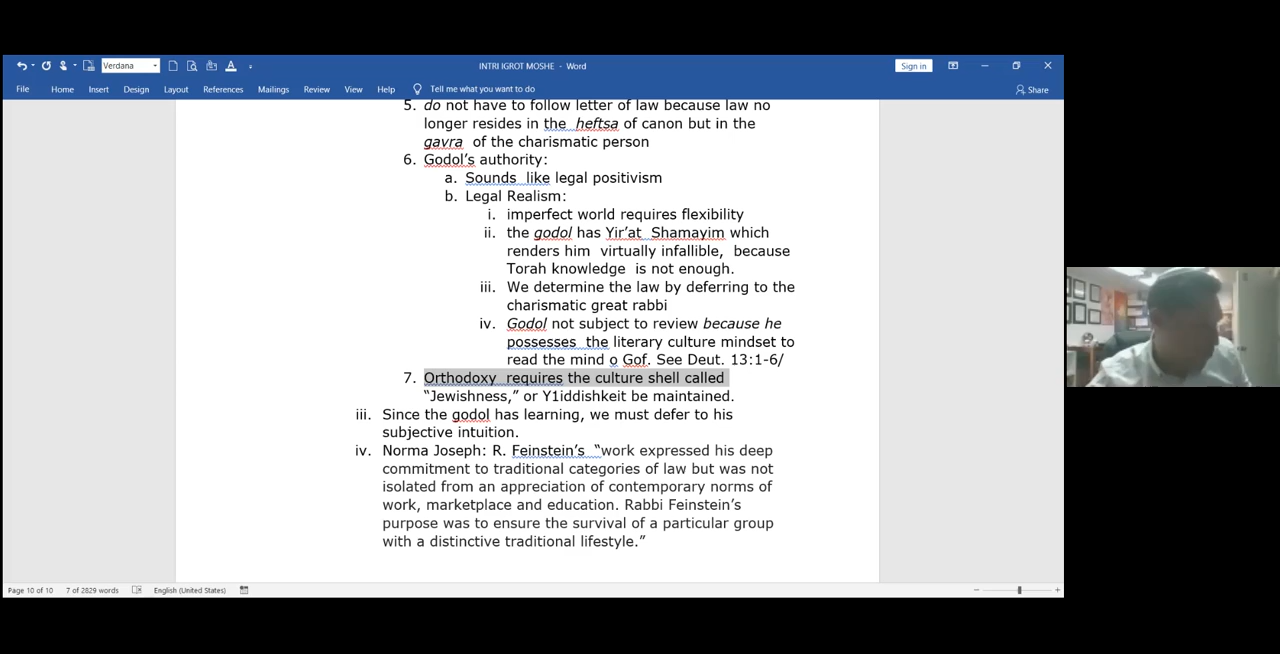 Verdana
INTRI IGROT MOSHE - Word
Sign in
File Home Insert Design Layout References Mailings Review View Help Tell me what you want to do Share
5. do not have to follow letter of law because law no
longer resides in the heftsa of canon but in the
gavra of the charismatic person
6. Godol's authority:
a. Sounds like legal positivism
b. Legal Realism:
i. imperfect world requires flexibility
ii. the godol has Yir'at Shamayim which
renders him virtually infallible, because
Torah knowledge is not enough.
iii. We determine the law by deferring to the
charismatic great rabbi
iv. Godol not subject to review because he
possesses the literary culture mindset to
read the mind o Gof. See Deut. 13:1-6/
7. Orthodoxy requires the culture shell called
“Jewishness,” or Y1iddishkeit be maintained.
iii. Since the godol has learning, we must defer to his
subjective intuition.
iv. Norma Joseph: R. Feinstein's “work expressed his deep
commitment to traditional categories of law but was not
isolated from an appreciation of contemporary norms of
work, marketplace and education. Rabbi Feinstein's
purpose was to ensure the survival of a particular group
with a distinctive traditional lifestyle.”
Page 10 of 10 7 of 2829 words English (United States)